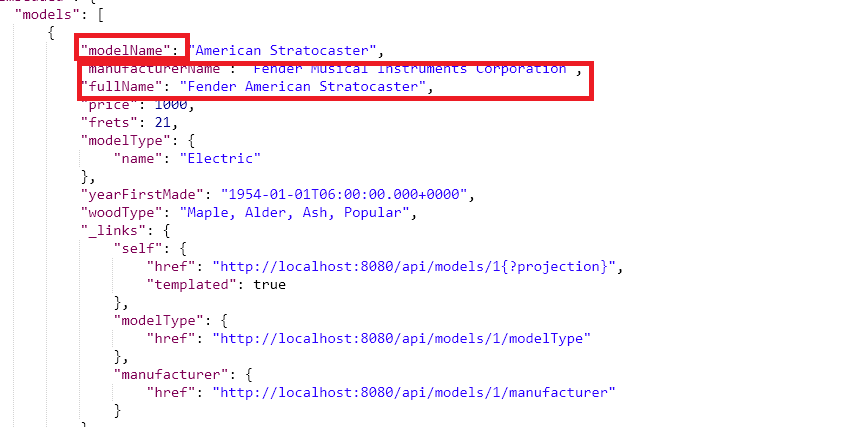 "models": [
{
"modelName": "American Stratocaster",
"manufacturerName": "Fender Musical Instruments Corporation",
"fullName": "Fender American Stratocaster",
"price": 1000,
"frets": 21,
"modelType": {
"name": "Electric"
},
"yearFirstMade": "1954-01-01T06:00:00.000+0000",
"woodType": "Maple, Alder, Ash, Popular",
"_links": {
"self": {
"href": "http://localhost:8080/api/models/1{?projection}",
"templated": true
},
"modelType": {
"href": "http://localhost:8080/api/models/1/modelType"
},
"manufacturer": {
"href": "http://localhost:8080/api/models/1/manufacturer"
}